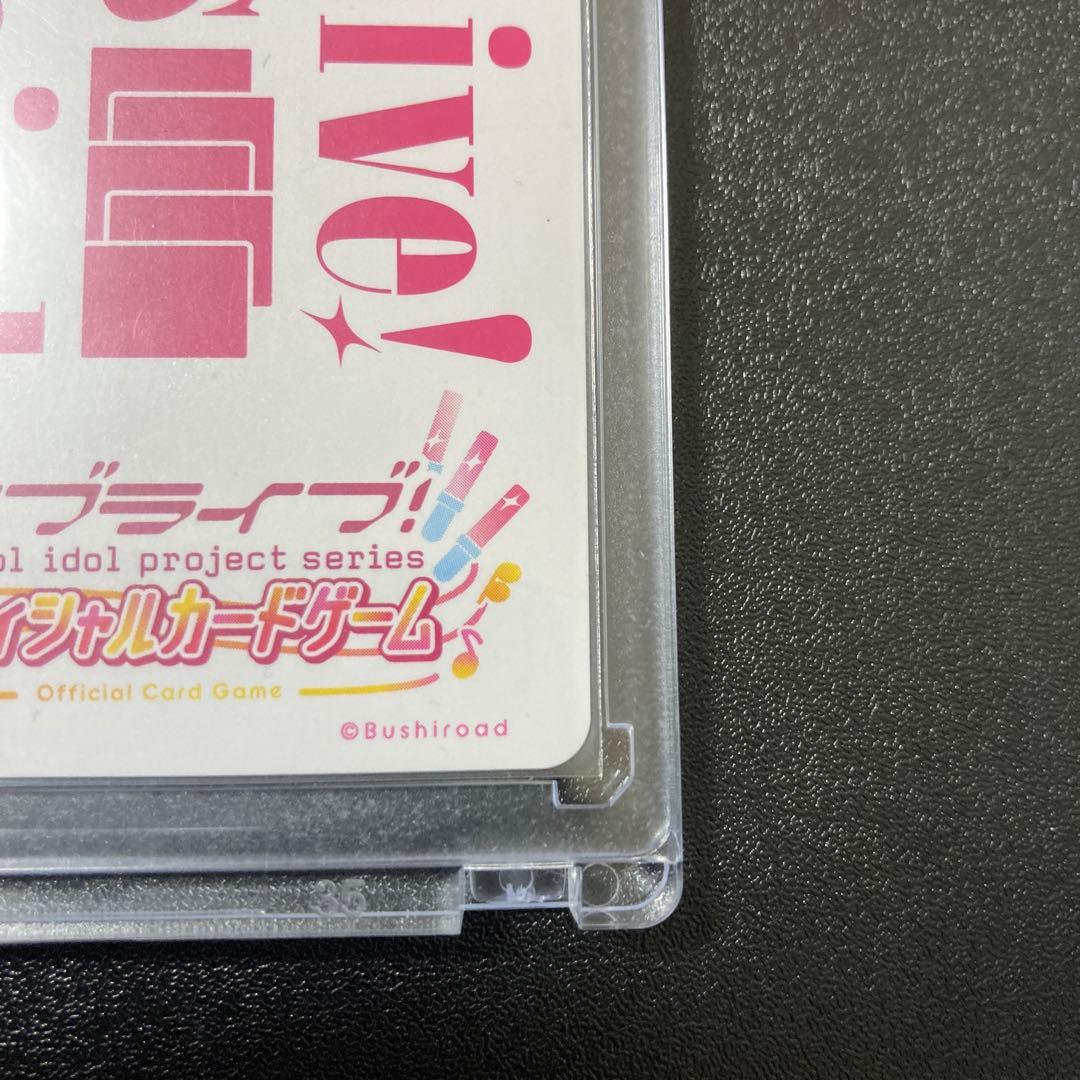 ive!
ブライブ!
ol idol project series
ィシャルカードゲーム
Official Card Game
©Bushiroad
35